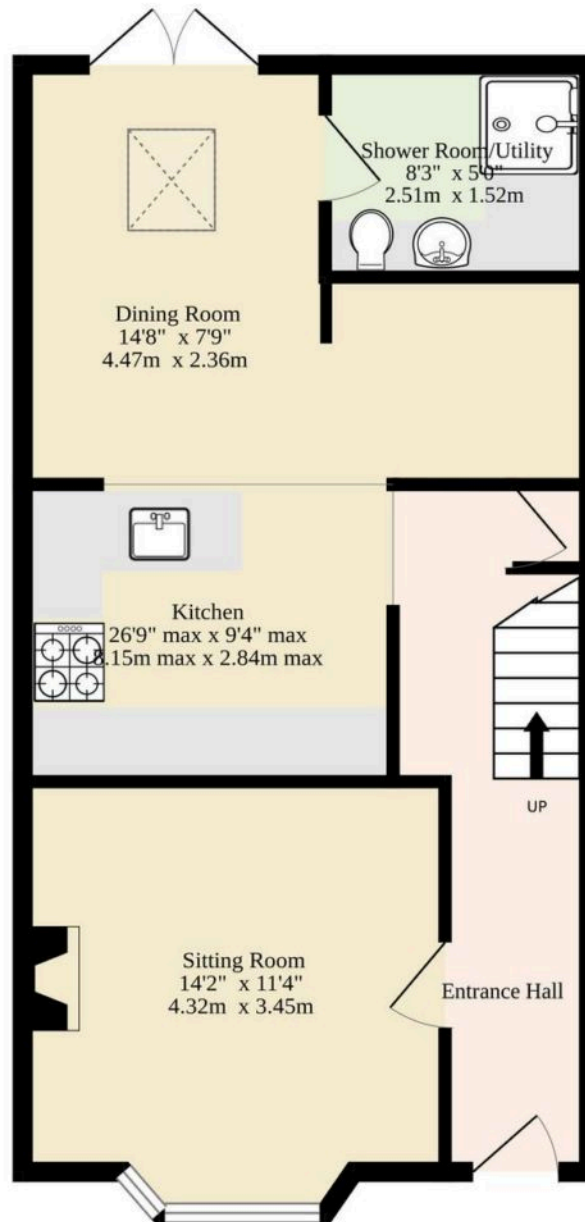 Shower Room/Utility
8'3" x 5'0"
2.51m x 1.52m
Dining Room
14'8" x 7'9"
4.47m x 2.36m
Kitchen
26'9" max x 9'4" max
8.15m max x 2.84m max
UP
Sitting Room
14'2" x 11'4"
4.32m x 3.45m
Entrance Hall